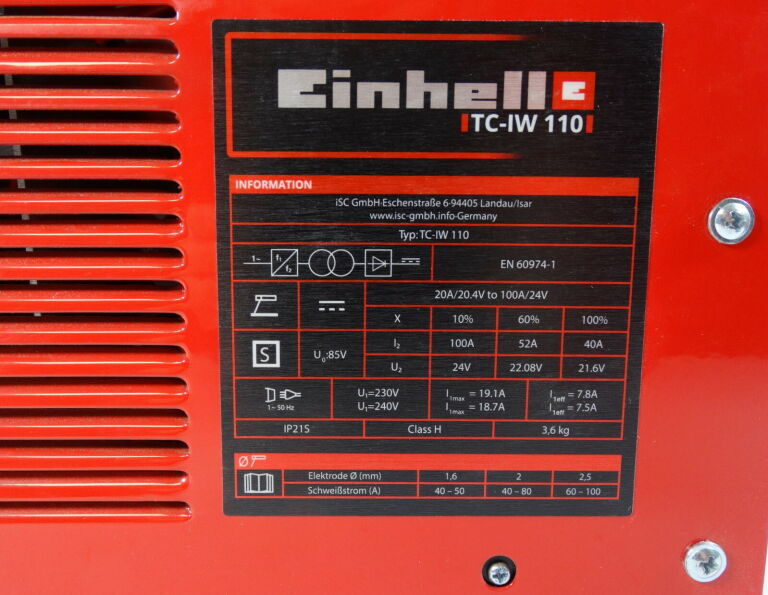 Einhell
TC-IW 110
INFORMATION
iSC GmbH·Eschenstraße 6·94405 Landau/Isar
www.isc-gmbh.info·Germany
Typ: TC-IW 110
1~ f₁ f₂ EN 60974-1
20A/20.4V to 100A/24V
X 10% 60% 100%
S U₀:85V I₂ 100A 52A 40A
U₂ 24V 22.08V 21.6V
1~50 Hz U₁=230V I₁max = 19.1A I₁eff = 7.8A
U₁=240V I₁max = 18.7A I₁eff = 7.5A
IP21S Class H 3,6 kg
Ø
Elektrode Ø (mm) 1,6 2 2,5
Schweißstrom (A) 40 – 50 40 – 80 60 – 100